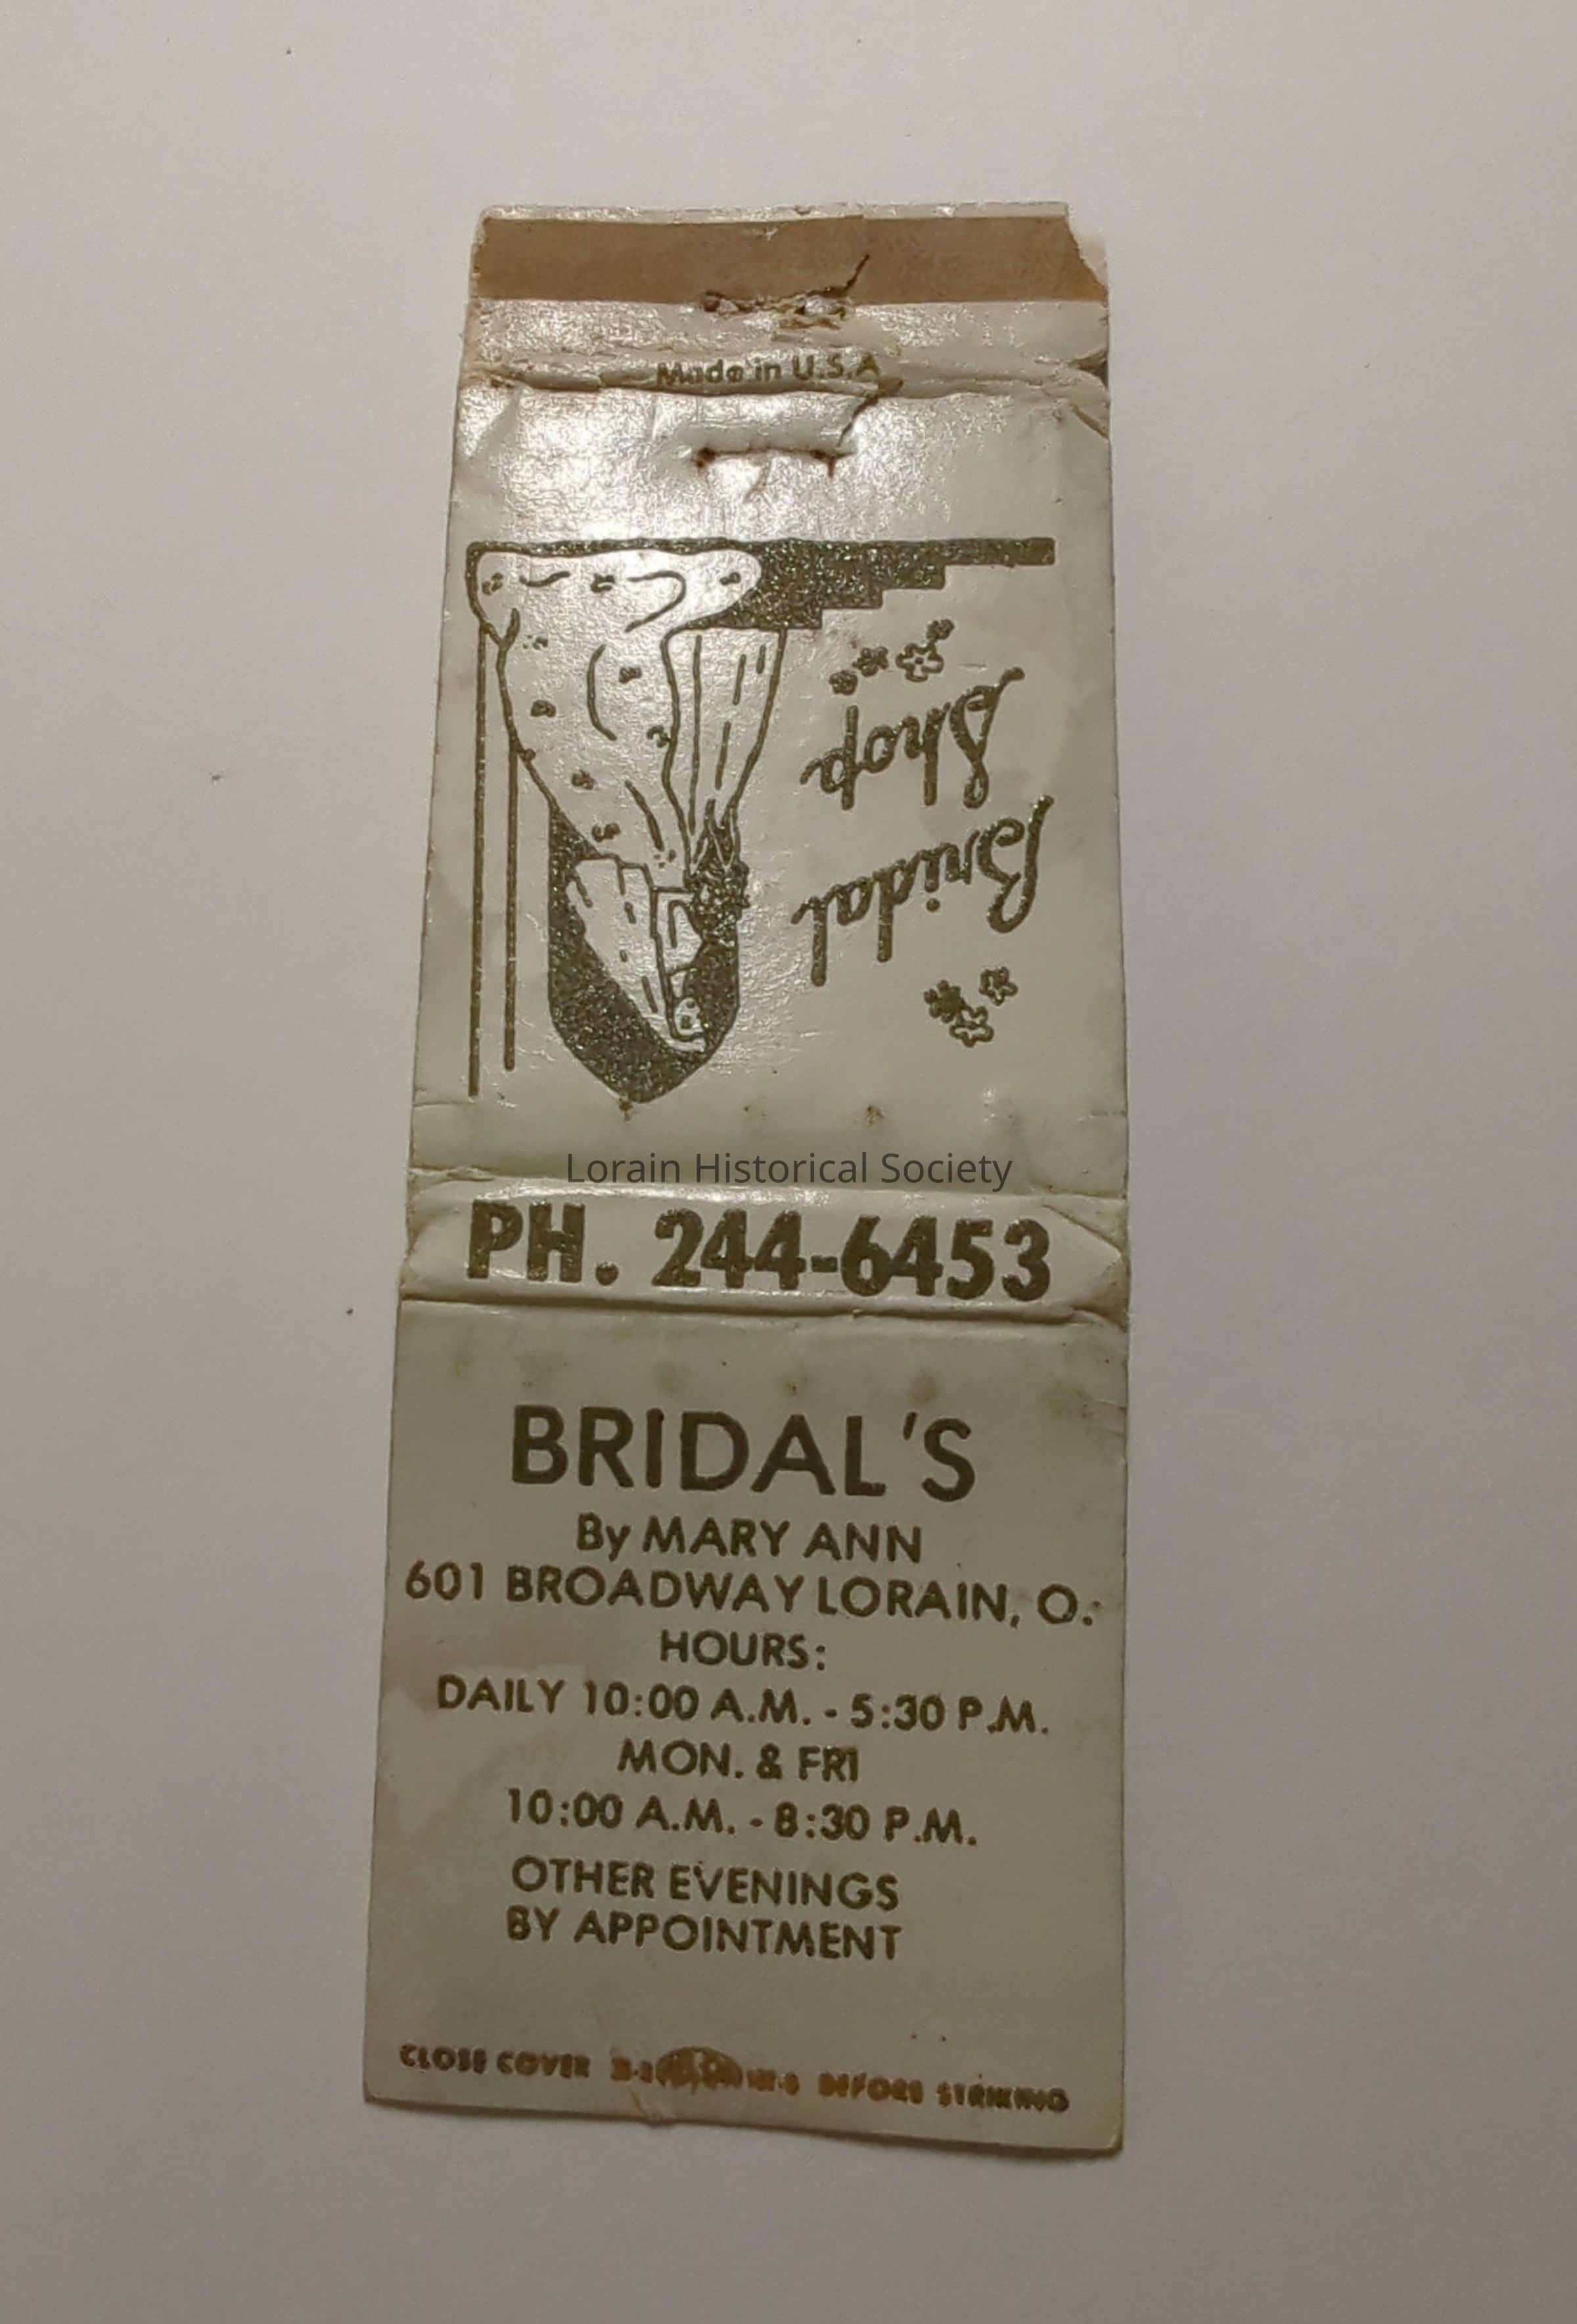 Made in U.S.A
Bridal
Shop
Lorain Historical Society
PH. 244-6453
BRIDAL'S
By MARY ANN
601 BROADWAY LORAIN, O.
HOURS:
DAILY 10:00 A.M. - 5:30 P.M.
MON. & FRI
10:00 A.M. - 8:30 P.M.
OTHER EVENINGS
BY APPOINTMENT
CLOSE COVER BEFORE STRIKING